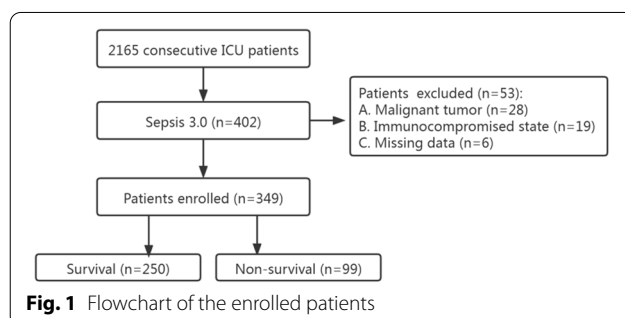 2165 consecutive ICU patients
Sepsis 3.0 (n=402)
Patients excluded (n=53):
A. Malignant tumor (n=28)
B. Immunocompromised state (n=19)
C. Missing data (n=6)
Patients enrolled (n=349)
Survival (n=250)
Non-survival (n=99)
Fig. 1 Flowchart of the enrolled patients